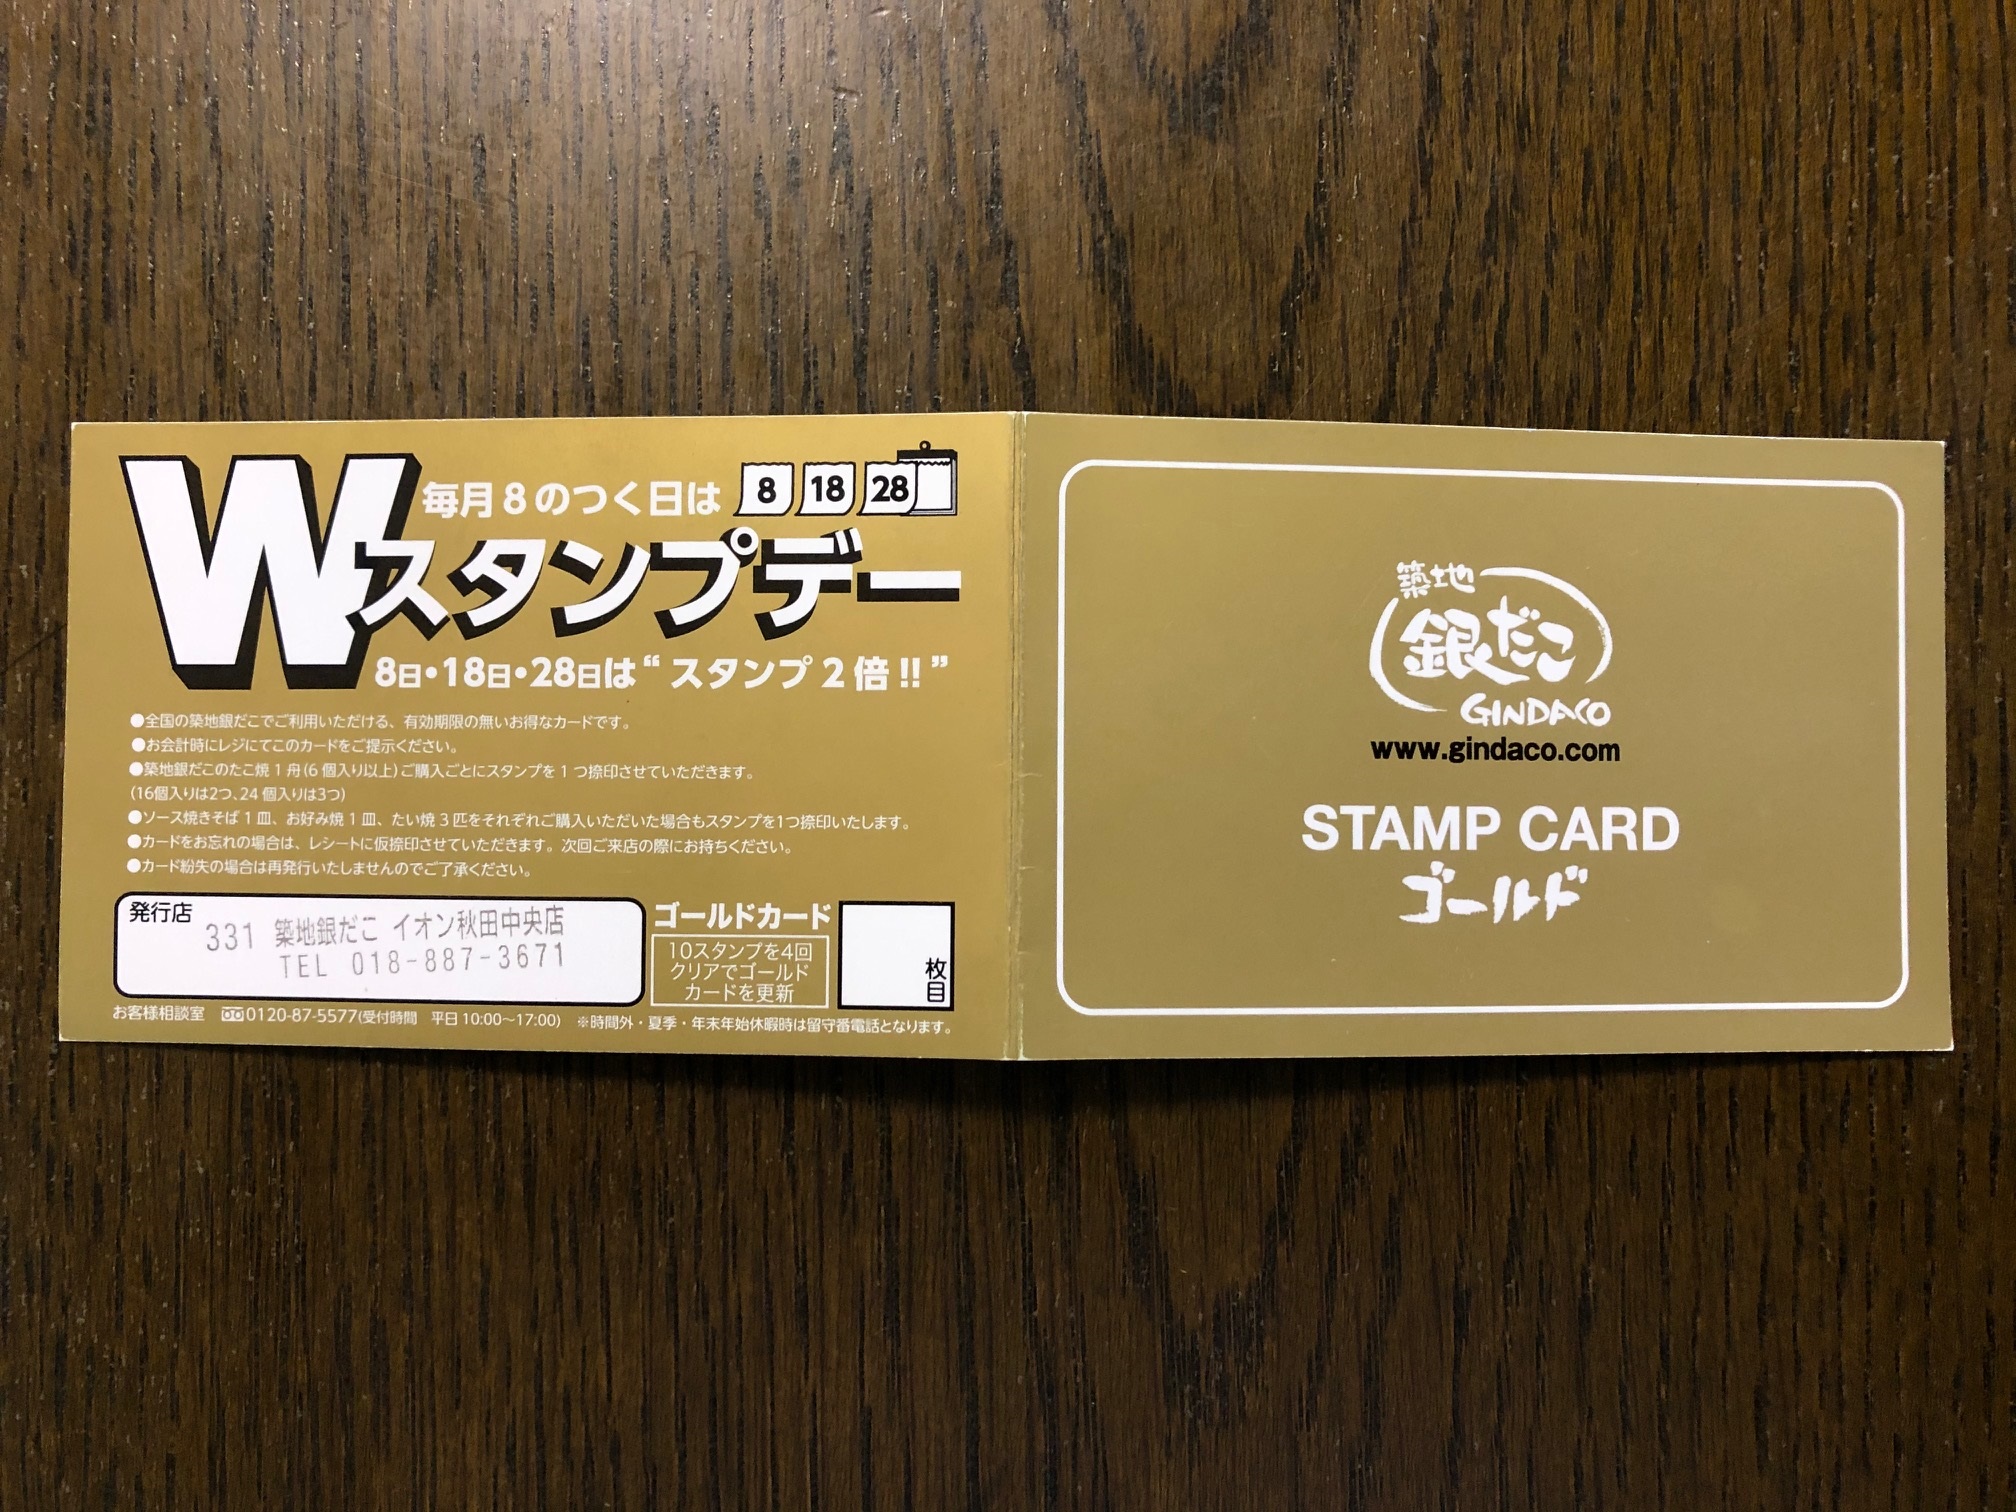 W
毎月8のつく日は 8 18 28
スタンプデー
8日・18日・28日は“スタンプ2倍!!”
●全国の築地銀だこでご利用いただける、有効期限の無いお得なカードです。
●お会計時にレジにてこのカードをご提示ください。
●築地銀だこのたこ焼1舟(6個入り以上)ご購入ごとにスタンプを1つ捺印させていただきます。
(16個入りは2つ、24個入りは3つ)
●ソース焼きそば1皿、お好み焼1皿、たい焼3匹をそれぞれご購入いただいた場合もスタンプを1つ捺印いたします。
●カードをお忘れの場合は、レシートに仮捺印させていただきます。次回ご来店の際にお持ちください。
●カード紛失の場合は再発行いたしませんのでご了承ください。
発行店
331 築地銀だこ イオン秋田中央店
TEL 018-887-3671
ゴールドカード
10スタンプを4回
クリアでゴールド
カードを更新
枚目
お客様相談室 0120-87-5577(受付時間 平日10:00〜17:00) ※時間外・夏季・年末年始休暇時は留守番電話となります。
築地
銀だこ
GINDACO
www.gindaco.com
STAMP CARD
ゴールド